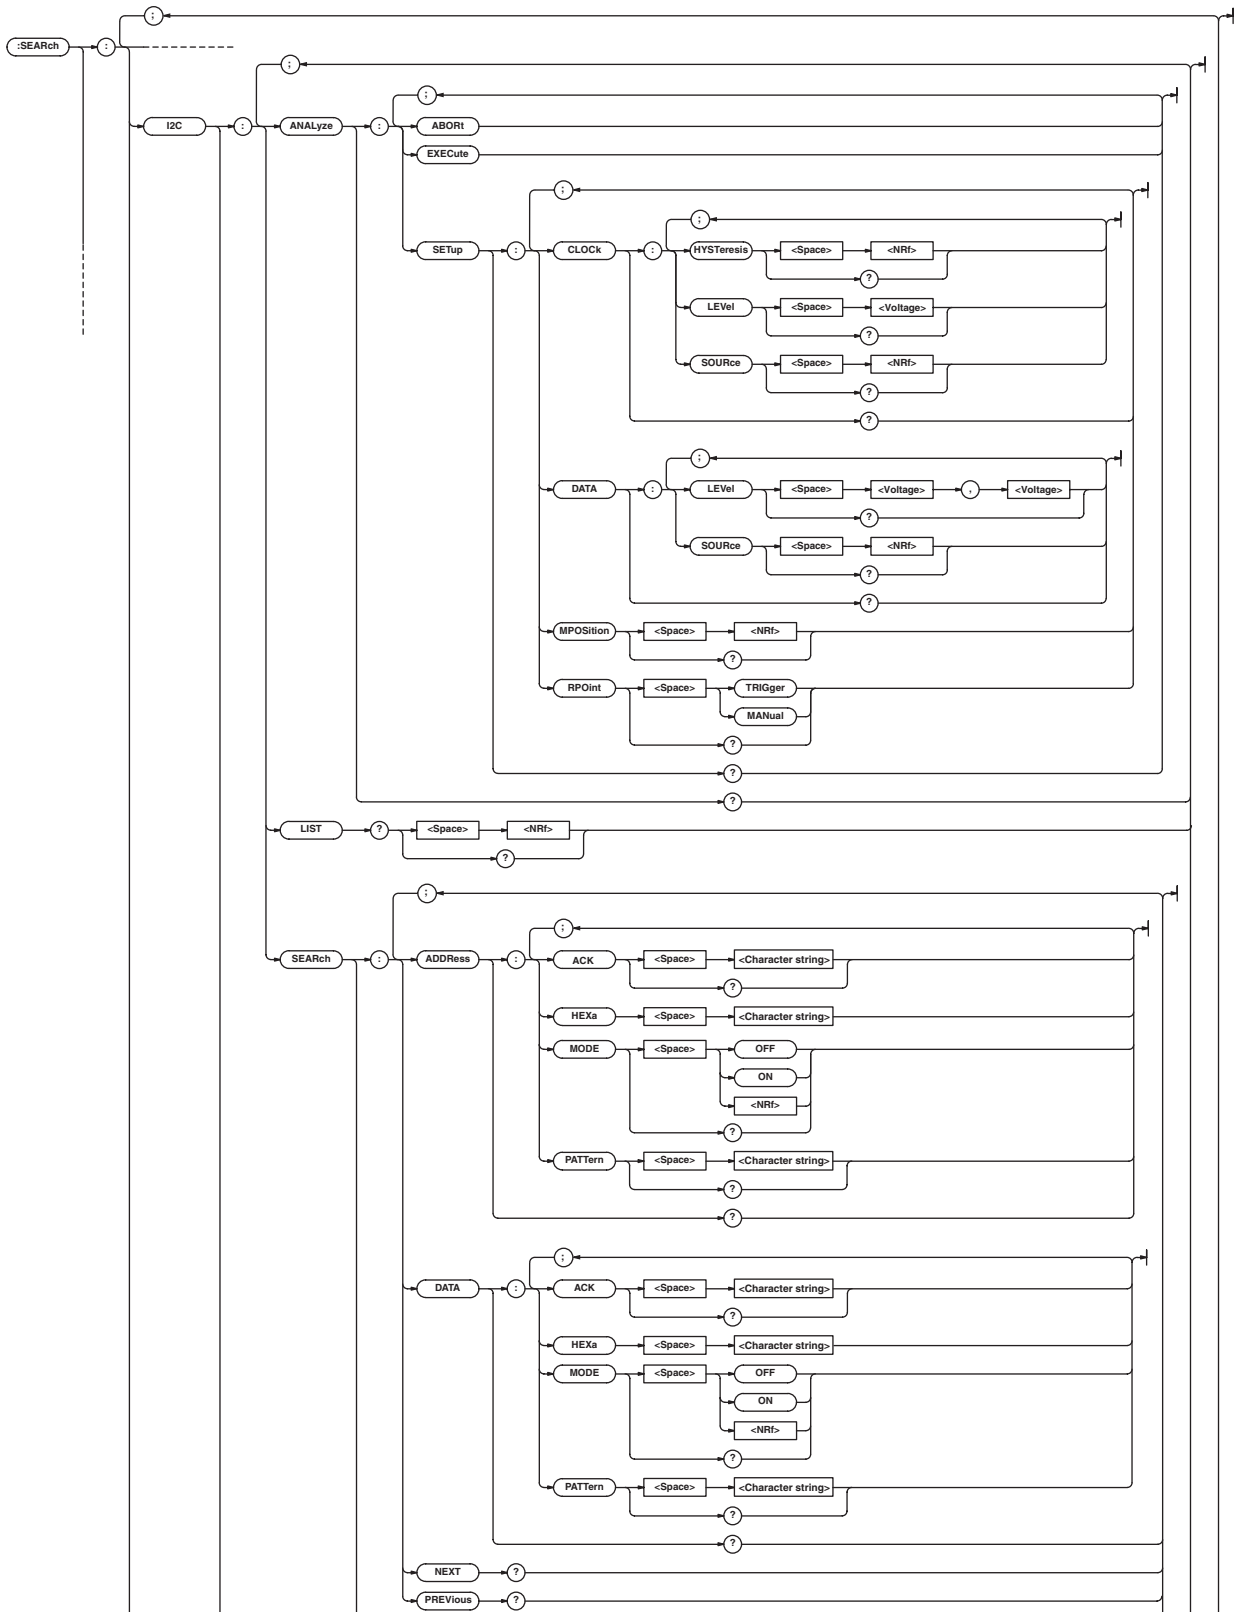 ;
:SEARch :
;
;
I2C : ANALyze : ABORt
EXECute
;
;
SETup : CLOCk : HYSTeresis <Space> <NRf>
?
LEVel <Space> <Voltage>
?
SOURce <Space> <NRf>
?
?
;
DATA : LEVel <Space> <Voltage> , <Voltage>
?
SOURce <Space> <NRf>
?
?
MPOSition <Space> <NRf>
?
RPOint <Space> TRIGger
MANual
?
?
?
LIST ? <Space> <NRf>
?
;
;
SEARch : ADDRess : ACK <Space> <Character string>
?
HEXa <Space> <Character string>
MODE <Space> OFF
ON
<NRf>
?
PATTern <Space> <Character string>
?
?
;
DATA : ACK <Space> <Character string>
?
HEXa <Space> <Character string>
MODE <Space> OFF
ON
<NRf>
?
PATTern <Space> <Character string>
?
?
NEXT ?
PREVious ?